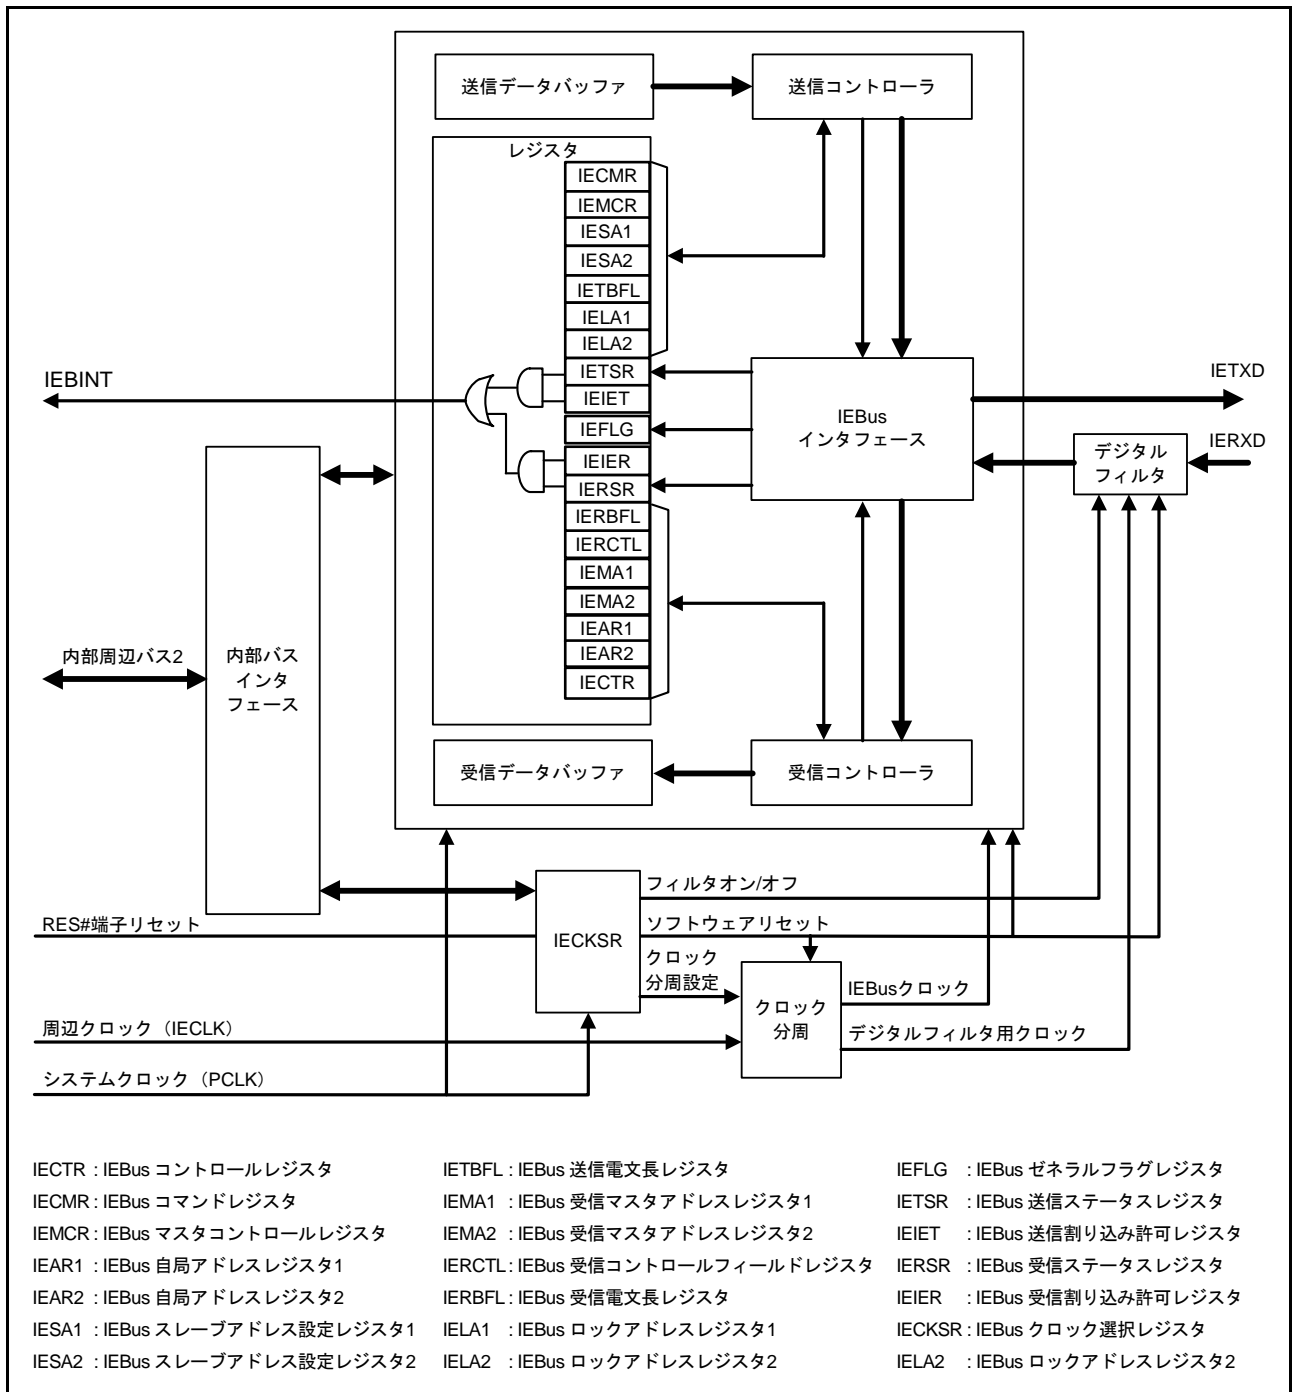 送信データバッファ
送信コントローラ
レジスタ
IECMR
IEMCR
IESA1
IESA2
IETBFL
IELA1
IELA2
IETSR
IEIET
IEFLG
IEIER
IERSR
IERBFL
IERCTL
IEMA1
IEMA2
IEAR1
IEAR2
IECTR
IEBINT
IEBus
インタフェース
IETXD
IERXD
デジタル
フィルタ
内部周辺バス2
内部バス
インタ
フェース
受信データバッファ
受信コントローラ
フィルタオン/オフ
RES#端子リセット
ソフトウェアリセット
IECKSR
クロック
分周設定
IEBusクロック
クロック
分周
周辺クロック（IECLK）
デジタルフィルタ用クロック
システムクロック（PCLK）
IECTR : IEBus コントロールレジスタ
IECMR : IEBus コマンドレジスタ
IEMCR : IEBus マスタコントロールレジスタ
IEAR1 : IEBus 自局アドレスレジスタ1
IEAR2 : IEBus 自局アドレスレジスタ2
IESA1 : IEBus スレーブアドレス設定レジスタ1
IESA2 : IEBus スレーブアドレス設定レジスタ2
IETBFL : IEBus 送信電文長レジスタ
IEMA1 : IEBus 受信マスタアドレスレジスタ1
IEMA2 : IEBus 受信マスタアドレスレジスタ2
IERCTL : IEBus 受信コントロールフィールドレジスタ
IERBFL : IEBus 受信電文長レジスタ
IELA1 : IEBus ロックアドレスレジスタ1
IELA2 : IEBus ロックアドレスレジスタ2
IEFLG : IEBus ゼネラルフラグレジスタ
IETSR : IEBus 送信ステータスレジスタ
IEIET : IEBus 送信割り込み許可レジスタ
IERSR : IEBus 受信ステータスレジスタ
IEIER : IEBus 受信割り込み許可レジスタ
IECKSR : IEBus クロック選択レジスタ
IELA2 : IEBus ロックアドレスレジスタ2